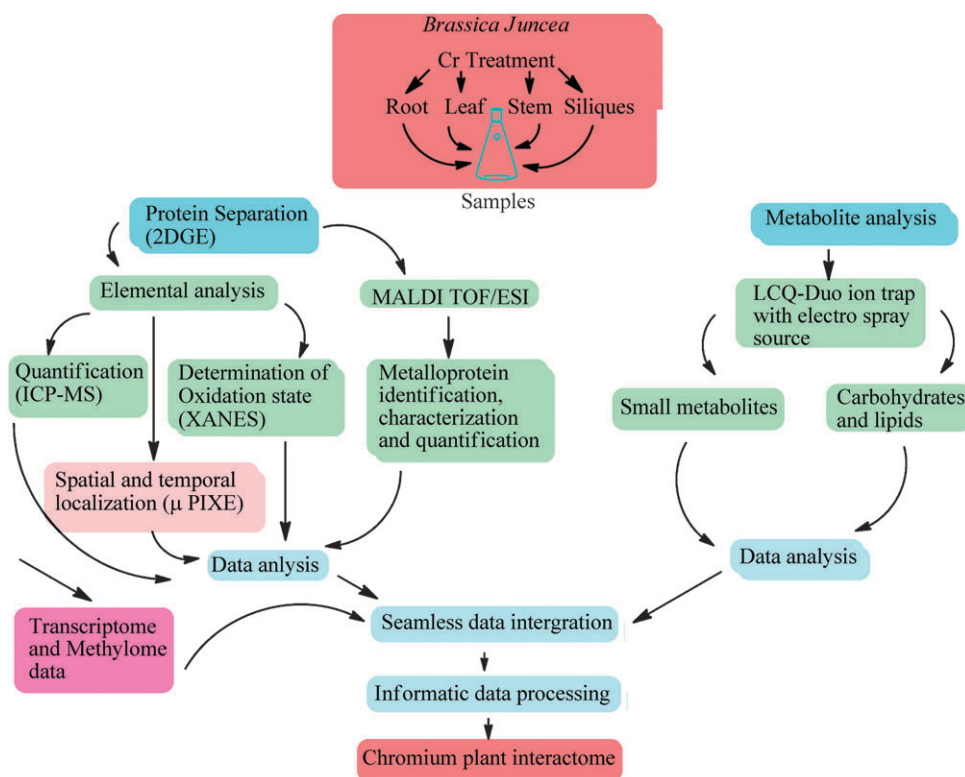 Brassica Juncea
Cr Treatment
Root Leaf Stem Siliques
Samples
Protein Separation
(2DGE)
Metabolite analysis
Elemental analysis
MALDI TOF/ESI
LCQ-Duo ion trap
with electro spray
source
Quantification
(ICP-MS)
Determination of
Oxidation state
(XANES)
Metalloprotein
identification,
characterization
and quantification
Small metabolites
Carbohydrates
and lipids
Spatial and temporal
localization (μ PIXE)
Data anlysis
Data analysis
Transcriptome
and Methylome
data
Seamless data intergration
Informatic data processing
Chromium plant interactome